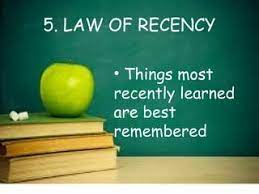 5. LAW OF RECENCY
• Things most
recently learned
are best
remembered